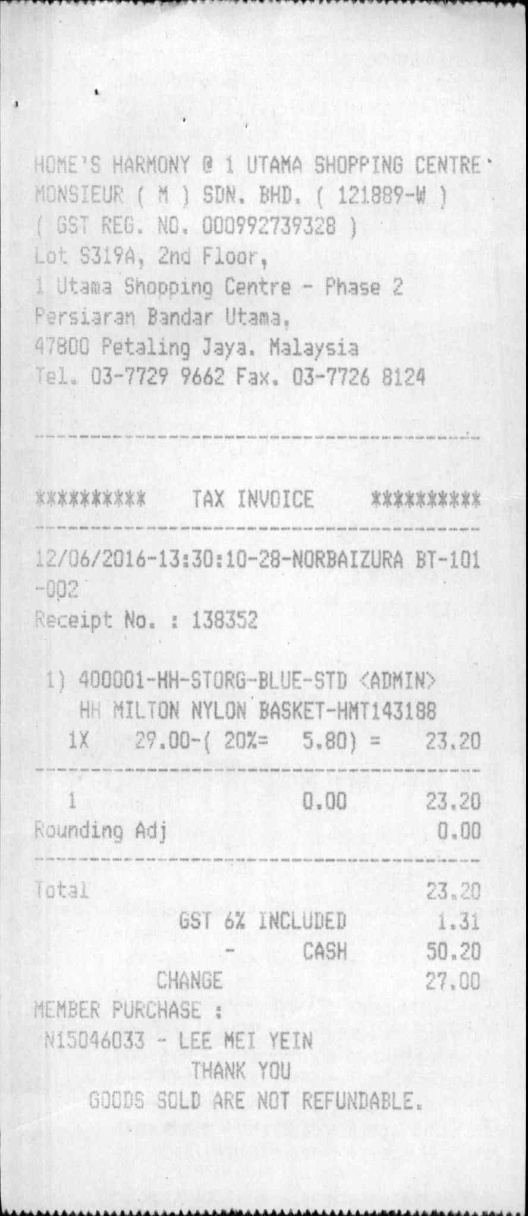 HOME'S HARMONY @ 1 UTAMA SHOPPING CENTRE
MONSIEUR ( M ) SDN. BHD. ( 121889-W )
( GST REG. NO. 000992739328 )
Lot S319A, 2nd Floor,
1 Utama Shopping Centre - Phase 2
Persiaran Bandar Utama,
47800 Petaling Jaya. Malaysia
Tel. 03-7729 9662 Fax. 03-7726 8124
********** TAX INVOICE **********
12/06/2016-13:30:10-28-NORBAIZURA BT-101
-002
Receipt No. : 138352
1) 400001-HH-STORG-BLUE-STD <ADMIN>
HH MILTON NYLON BASKET-HMT143188
1X 29.00-( 20%= 5.80) = 23.20
1 0.00 23.20
Rounding Adj 0.00
Total 23.20
GST 6% INCLUDED 1.31
- CASH 50.20
CHANGE 27.00
MEMBER PURCHASE :
N15046033 - LEE MEI YEIN
THANK YOU
GOODS SOLD ARE NOT REFUNDABLE.